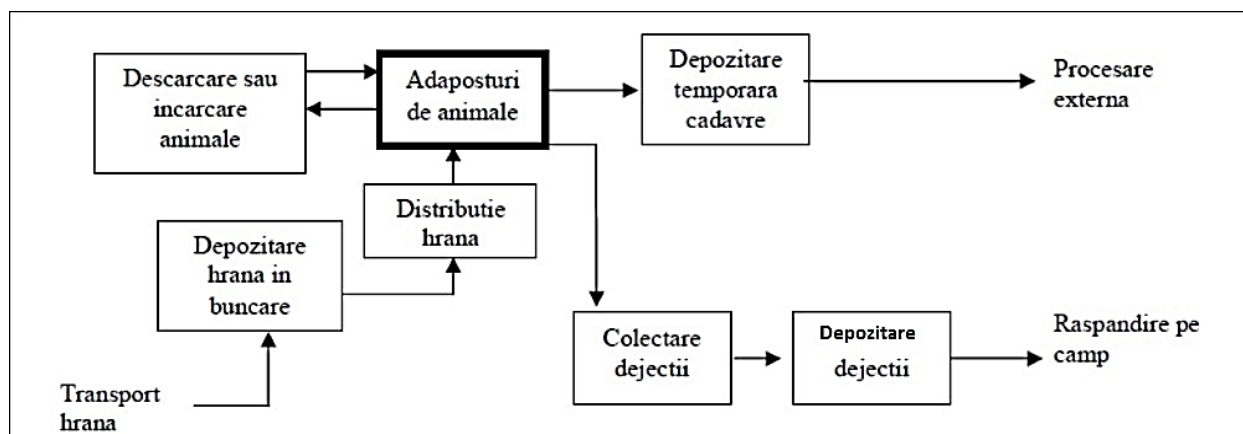 Descarcare sau
incarcare
animale
Adaposturi
de animale
Depozitare
temporara
cadavre
Procesare
externa
Distributie
hrana
Depozitare
hrana in
buncare
Colectare
dejectii
Depozitare
dejectii
Raspandire pe
camp
Transport
hrana